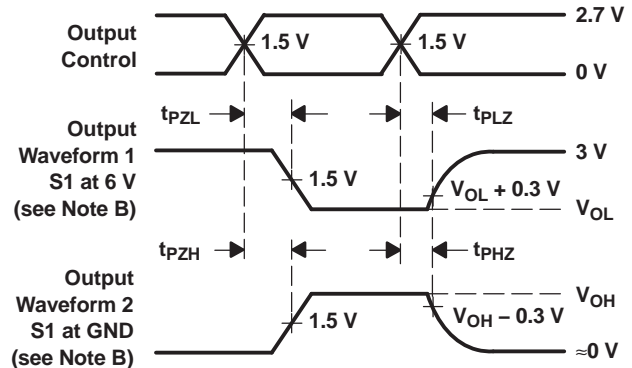 2.7 V
Output
Control
1.5 V
1.5 V
0 V
tPZL
tPLZ
Output
Waveform 1
S1 at 6 V
(see Note B)
3 V
1.5 V
VOL + 0.3 V
VOL
tPZH
tPHZ
Output
Waveform 2
S1 at GND
(see Note B)
VOH
1.5 V
VOH – 0.3 V
≈0 V